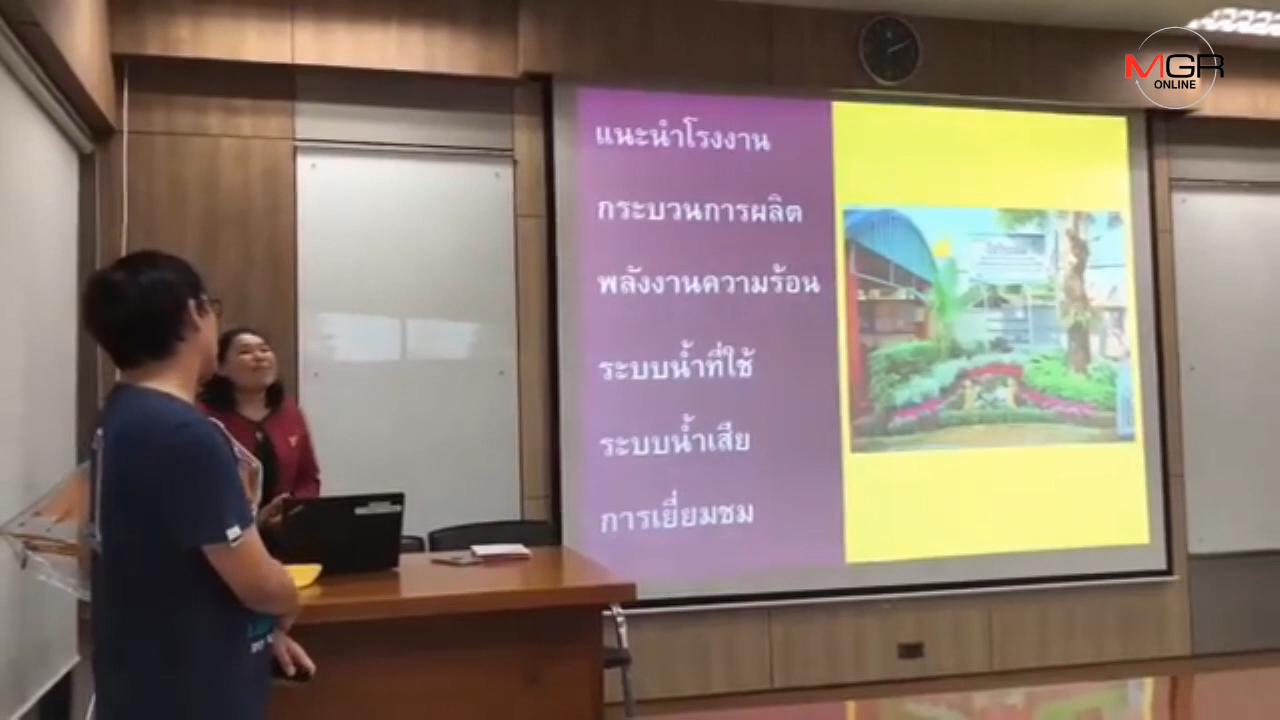 MGR
ONLINE
แนะนำโรงงาน
กระบวนการผลิต
พลังงานความร้อน
ระบบน้ำที่ใช้
ระบบน้ำเสีย
การเยี่ยมชม